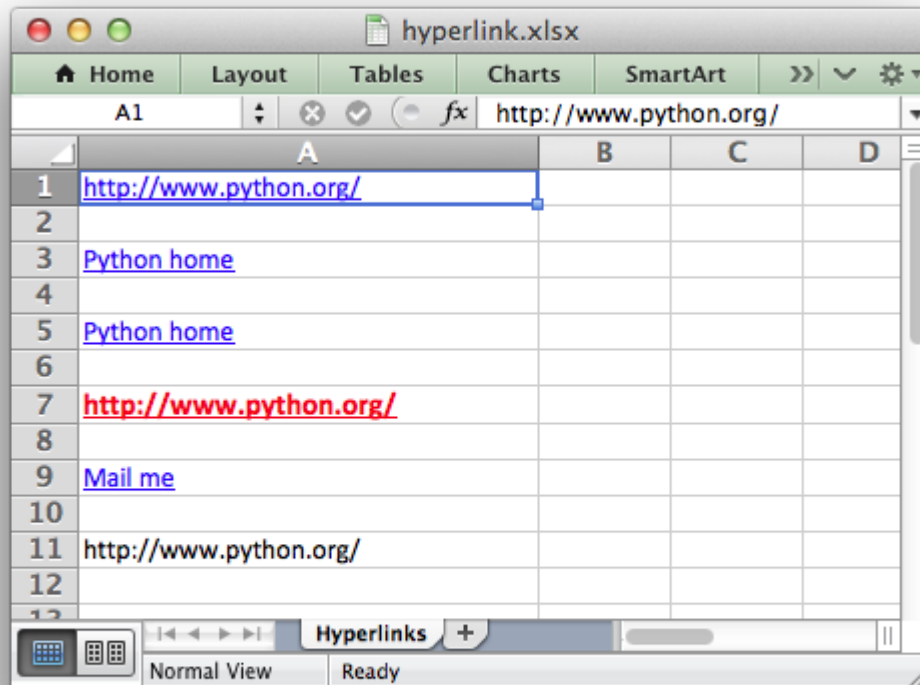 hyperlink.xlsx
Home Layout Tables Charts SmartArt
A1 fx http://www.python.org/
A B C D
1 http://www.python.org/
2
3 Python home
4
5 Python home
6
7 http://www.python.org/
8
9 Mail me
10
11 http://www.python.org/
12
Hyperlinks
Normal View Ready